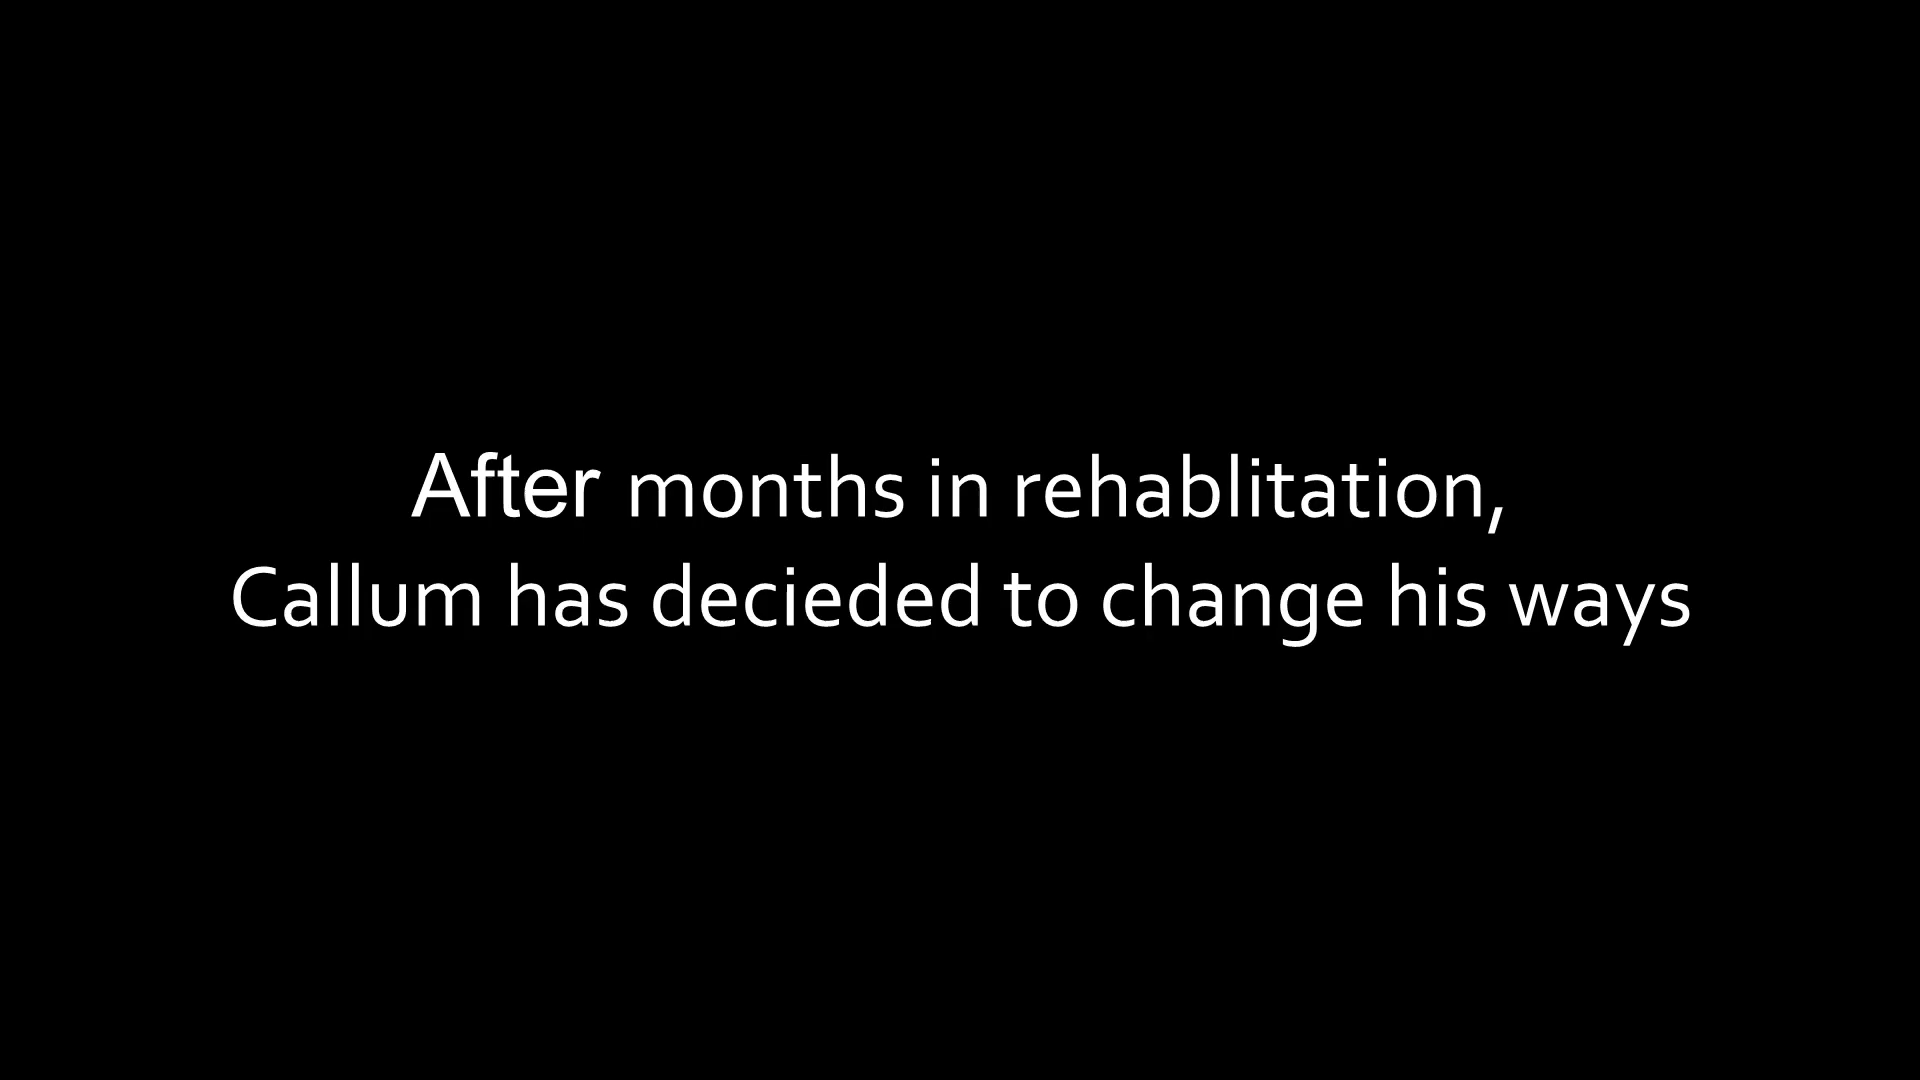 After months in rehablitation,
Callum has decieded to change his ways